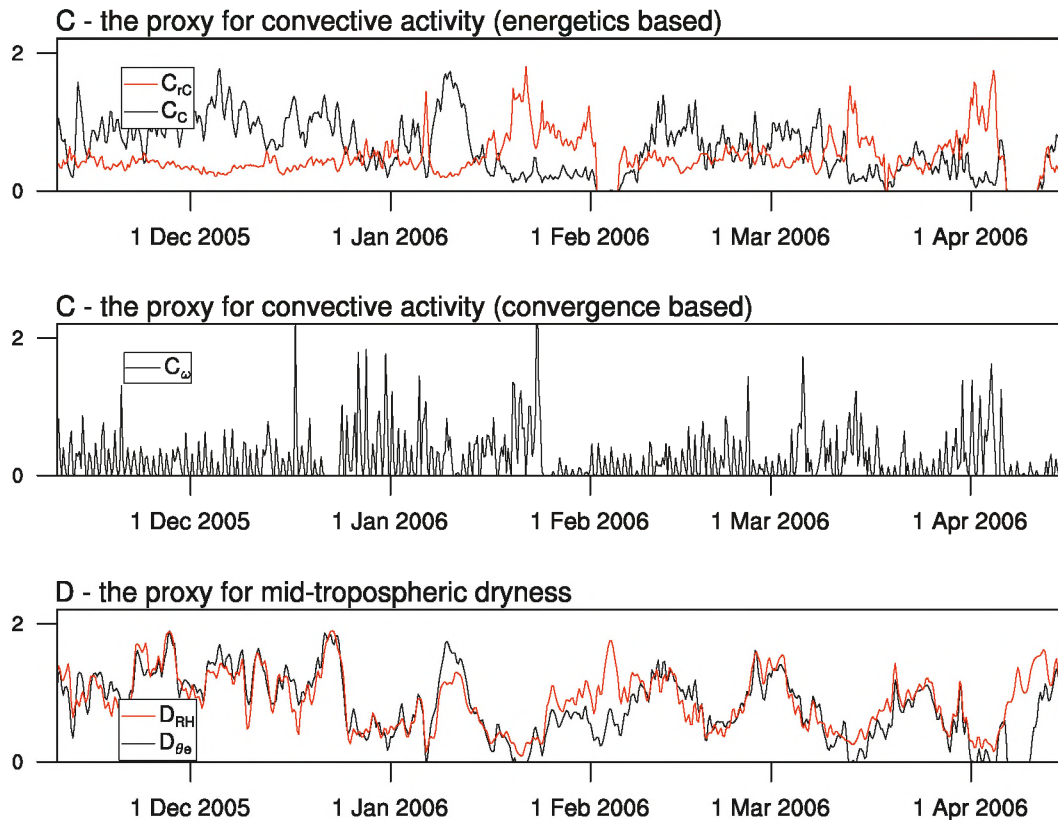 C - the proxy for convective activity (energetics based)
2
C_rC
C_C
0
1 Dec 2005 1 Jan 2006 1 Feb 2006 1 Mar 2006 1 Apr 2006
C - the proxy for convective activity (convergence based)
2
C_ω
0
1 Dec 2005 1 Jan 2006 1 Feb 2006 1 Mar 2006 1 Apr 2006
D - the proxy for mid-tropospheric dryness
2
D_RH
D_θe
0
1 Dec 2005 1 Jan 2006 1 Feb 2006 1 Mar 2006 1 Apr 2006